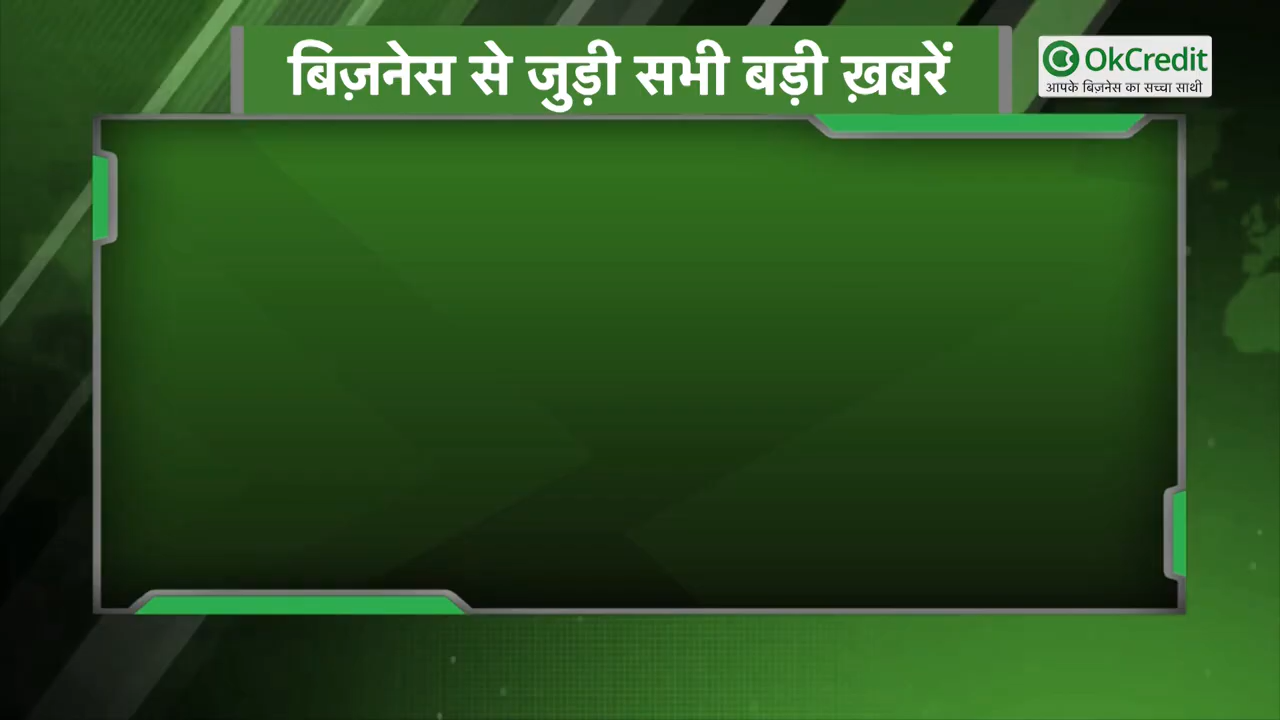 बिज़नेस से जुड़ी सभी बड़ी ख़बरें
OkCredit
आपके बिज़नेस का सच्चा साथी